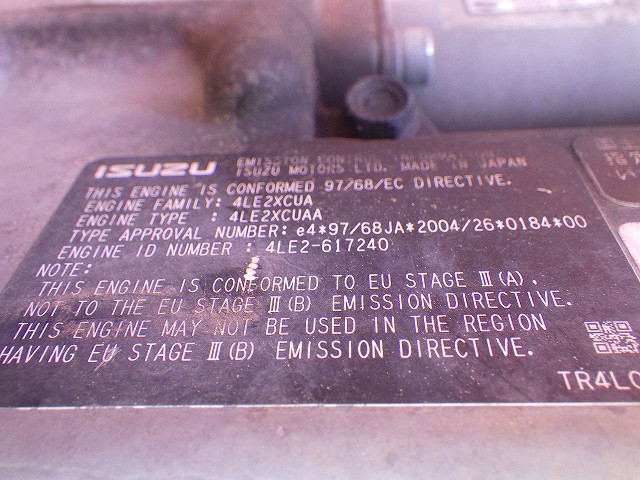 ISUZU EMISSION CONTROL INFORMATION
ISUZU MOTORS LTD. MADE IN JAPAN
THIS ENGINE IS CONFORMED 97/68/EC DIRECTIVE.
ENGINE FAMILY: 4LE2XCUA
ENGINE TYPE : 4LE2XCUAA
TYPE APPROVAL NUMBER: e4*97/68JA*2004/26*0184*00
ENGINE ID NUMBER : 4LE2-617240
NOTE:
THIS ENGINE IS CONFORMED TO EU STAGE Ⅲ(A),
NOT TO THE EU STAGE Ⅲ(B) EMISSION DIRECTIVE.
THIS ENGINE MAY NOT BE USED IN THE REGION
HAVING EU STAGE Ⅲ(B) EMISSION DIRECTIVE.
TR4LC